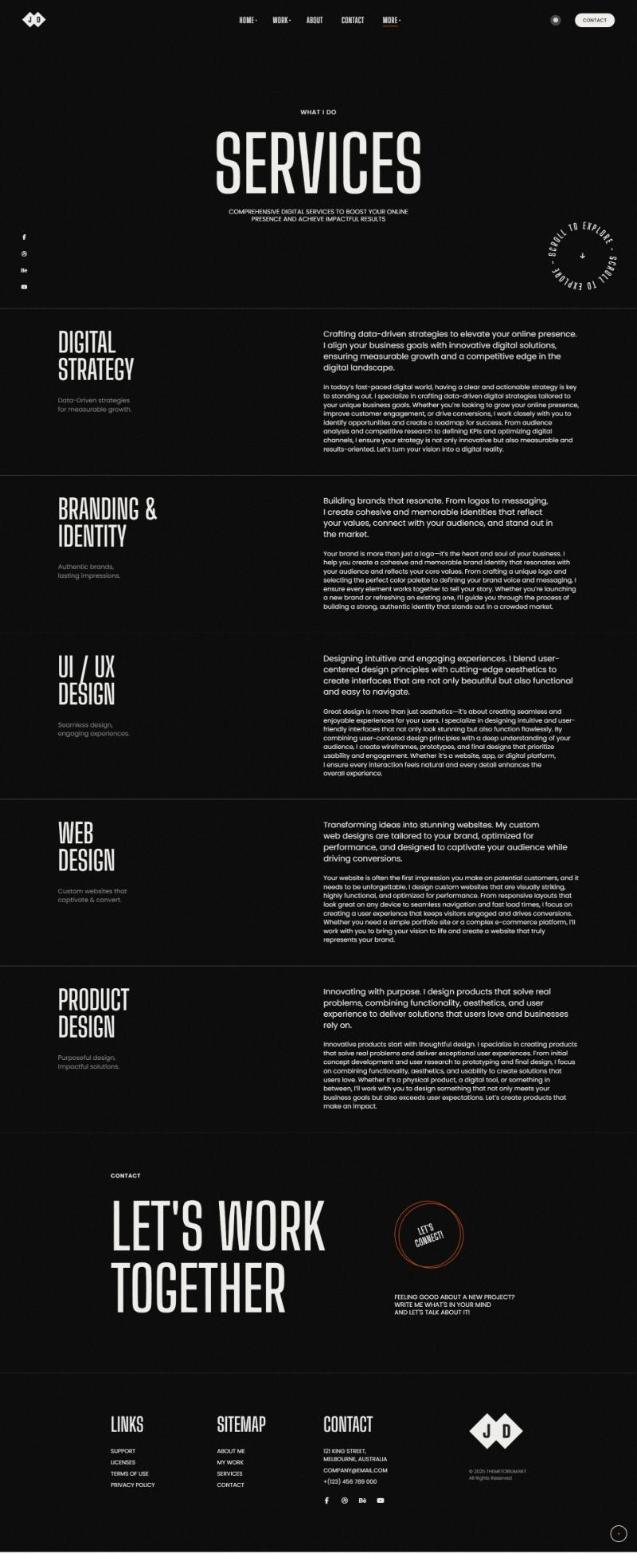 J D
HOME
WORK
ABOUT
CONTACT
MORE
CONTACT
WHAT I DO
SERVICES
COMPREHENSIVE DIGITAL SERVICES TO BOOST YOUR ONLINE
PRESENCE AND ACHIEVE IMPACTFUL RESULTS
SCROLL TO EXPLORE - SCROLL TO EXPLORE -
Bē
DIGITAL
STRATEGY
Data-Driven strategies
for measurable growth.
Crafting data-driven strategies to elevate your online presence.
I align your business goals with innovative digital solutions,
ensuring measurable growth and a competitive edge in the
digital landscape.
In today's fast-paced digital world, having a clear and actionable strategy is key
to standing out. I specialize in crafting data-driven digital strategies tailored to
your unique business goals. Whether you're looking to grow your online presence,
improve customer engagement, or drive conversions, I work closely with you to
identify opportunities and create a roadmap for success. From audience
analysis and competitive research to defining KPIs and optimizing digital
channels, I ensure your strategy is not only innovative but also measurable and
results-oriented. Let's turn your vision into a digital reality.
BRANDING &
IDENTITY
Authentic brands,
lasting impressions.
Building brands that resonate. From logos to messaging,
I create cohesive and memorable identities that reflect
your values, connect with your audience, and stand out in
the market.
Your brand is more than just a logo—it's the heart and soul of your business. I
help you create a cohesive and memorable brand identity that resonates with
your audience and reflects your core values. From crafting a unique logo and
selecting the perfect color palette to defining your brand voice and messaging, I
ensure every element works together to tell your story. Whether you're launching
a new brand or refreshing an existing one, I'll guide you through the process of
building a strong, authentic identity that stands out in a crowded market.
UI / UX
DESIGN
Seamless design,
engaging experiences.
Designing intuitive and engaging experiences. I blend user-
centered design principles with cutting-edge aesthetics to
create interfaces that are not only beautiful but also functional
and easy to navigate.
Great design is more than just aesthetics—it's about creating seamless and
enjoyable experiences for your users. I specialize in designing intuitive and user-
friendly interfaces that not only look stunning but also function flawlessly. By
combining user-centered design principles with a deep understanding of your
audience, I create wireframes, prototypes, and final designs that prioritize
usability and engagement. Whether it's a website, app, or digital platform,
I ensure every interaction feels natural and every detail enhances the
overall experience.
WEB
DESIGN
Custom websites that
captivate & convert.
Transforming ideas into stunning websites. My custom
web designs are tailored to your brand, optimized for
performance, and designed to captivate your audience while
driving conversions.
Your website is often the first impression you make on potential customers, and it
needs to be unforgettable. I design custom websites that are visually striking,
highly functional, and optimized for performance. From responsive layouts that
look great on any device to seamless navigation and fast load times, I focus on
creating a user experience that keeps visitors engaged and drives conversions.
Whether you need a simple portfolio site or a complex e-commerce platform, I'll
work with you to bring your vision to life and create a website that truly
represents your brand.
PRODUCT
DESIGN
Purposeful design,
Impactful solutions.
Innovating with purpose. I design products that solve real
problems, combining functionality, aesthetics, and user
experience to deliver solutions that users love and businesses
rely on.
Innovative products start with thoughtful design. I specialize in creating products
that solve real problems and deliver exceptional user experiences. From initial
concept development and user research to prototyping and final design, I focus
on combining functionality, aesthetics, and usability to create solutions that
users love. Whether it's a physical product, a digital tool, or something in
between, I'll work with you to design something that not only meets your
business goals but also exceeds user expectations. Let's create products that
make an impact.
CONTACT
LET'S WORK
TOGETHER
LET'S
CONNECT!
FEELING GOOD ABOUT A NEW PROJECT?
WRITE ME WHAT'S IN YOUR MIND
AND LET'S TALK ABOUT IT!
LINKS
SUPPORT
LICENSES
TERMS OF USE
PRIVACY POLICY
SITEMAP
ABOUT ME
MY WORK
SERVICES
CONTACT
CONTACT
121 KING STREET,
MELBOURNE, AUSTRALIA
COMPANY@EMAIL.COM
+(123) 456 789 000
Bē
J D
© 2025
All Rights Reserved.